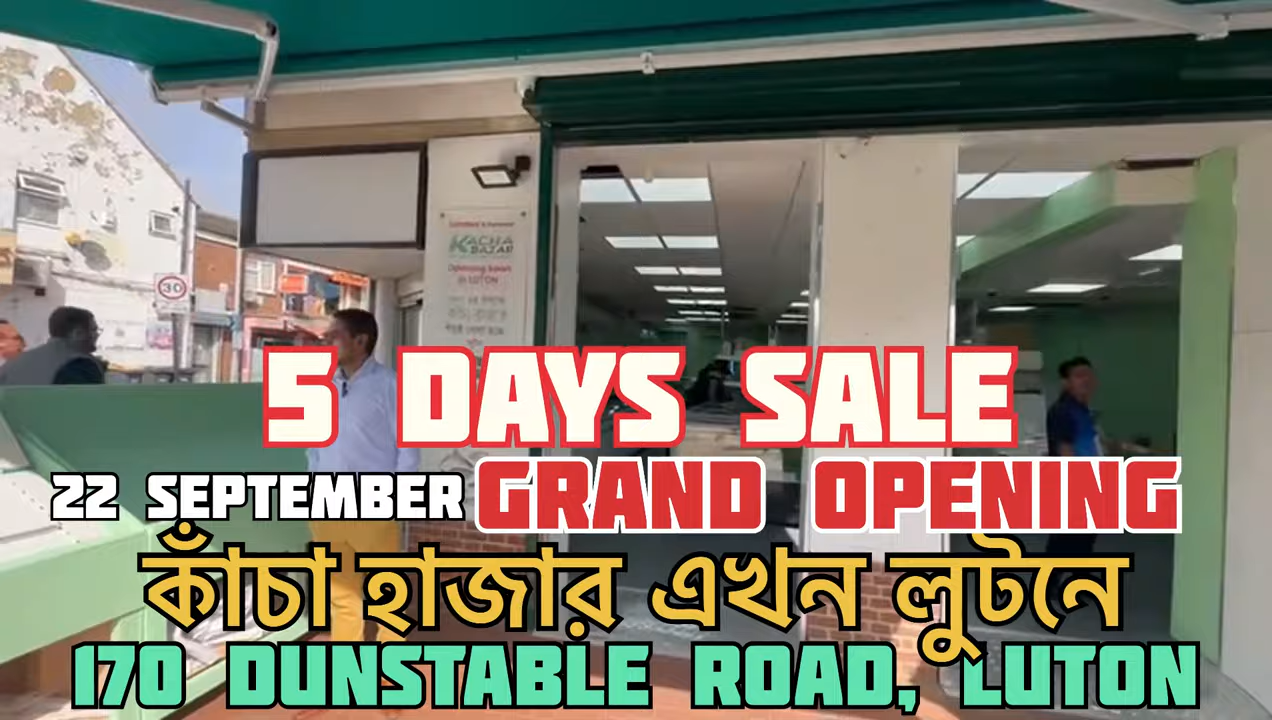 30
KACHA
BAZAR
Opening Soon
in LUTON
5 DAYS SALE
22 SEPTEMBER GRAND OPENING
কাঁচা হাজার এখন লুটনে
170 DUNSTABLE ROAD, LUTON